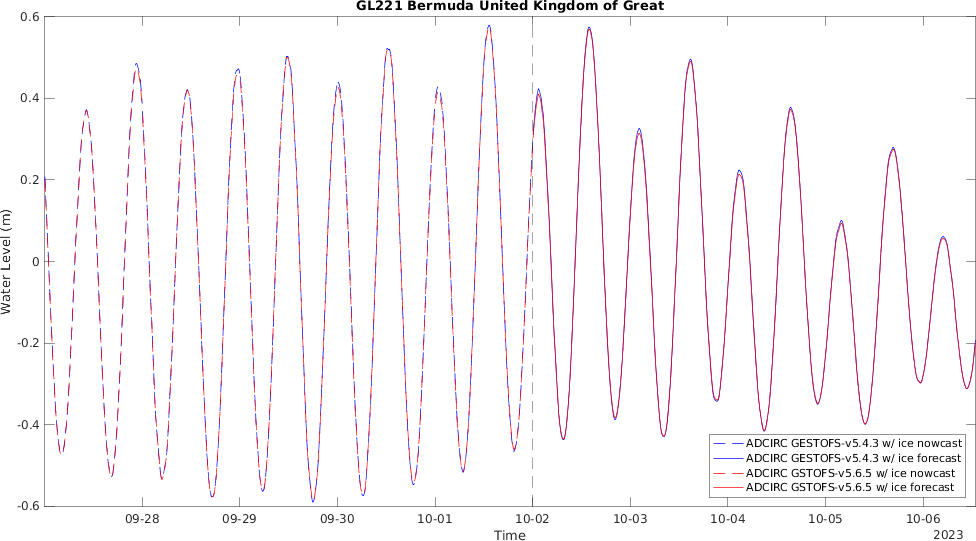 GL221 Bermuda United Kingdom of Great
0.6
0.4
0.2
0
-0.2
-0.4
-0.6
Water Level (m)
09-28 09-29 09-30 10-01 10-02 10-03 10-04 10-05 10-06
Time
2023
ADCIRC GESTOFS-v5.4.3 w/ ice nowcast
ADCIRC GESTOFS-v5.4.3 w/ ice forecast
ADCIRC GSTOFS-v5.6.5 w/ ice nowcast
ADCIRC GSTOFS-v5.6.5 w/ ice forecast